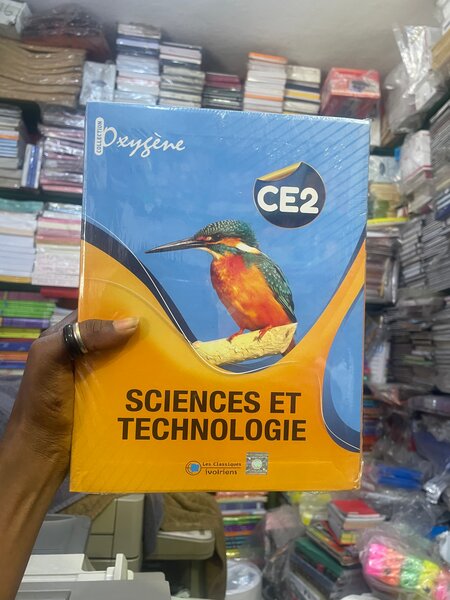 COLLECTION
Oxygène
CE2
SCIENCES ET
TECHNOLOGIE
Les Classiques
ivoiriens